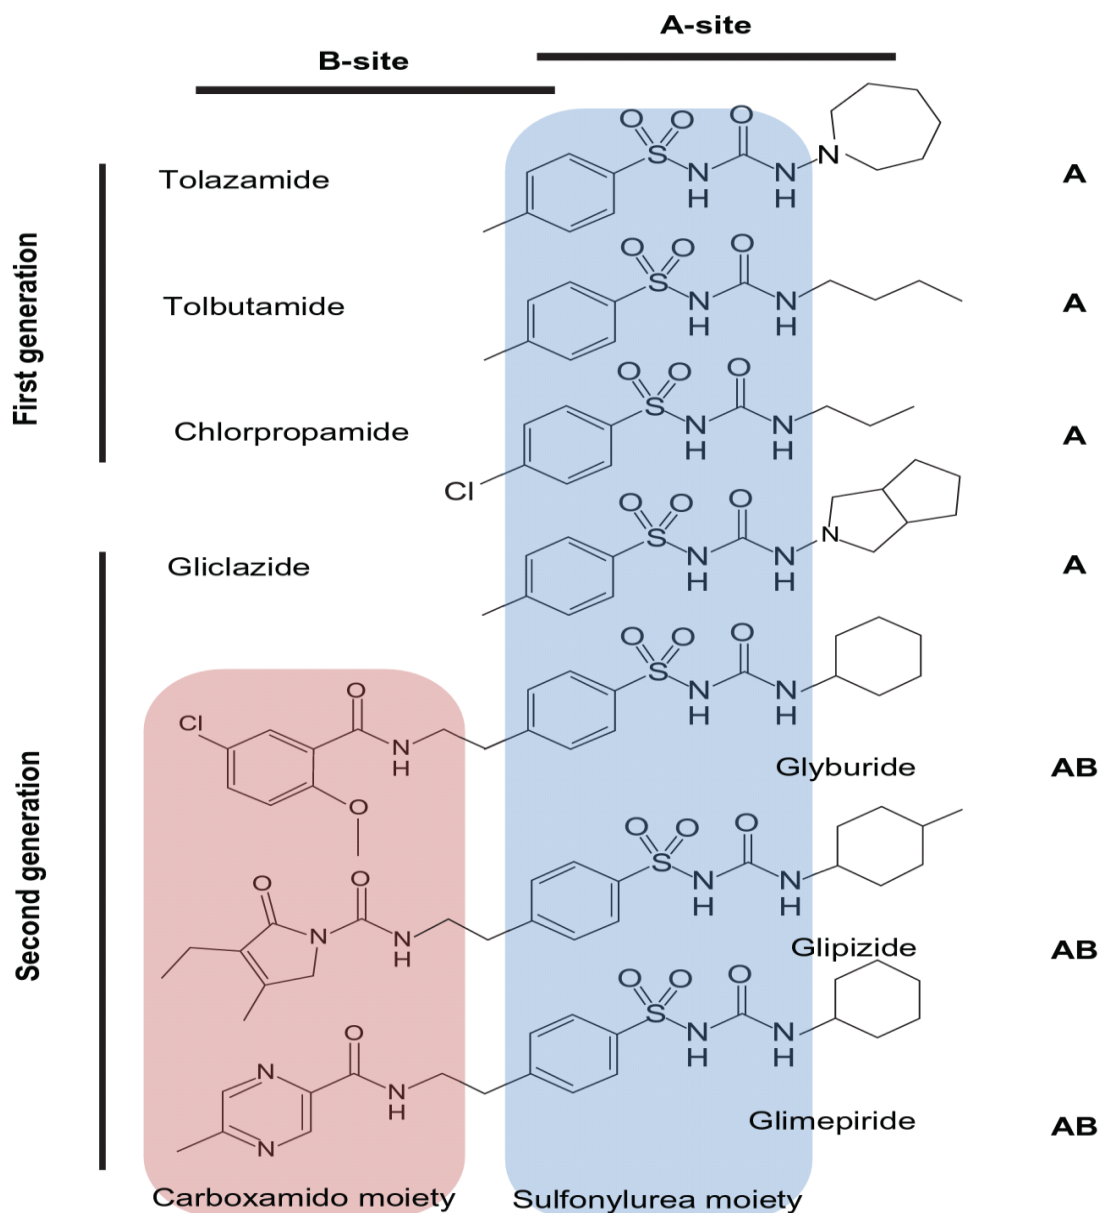 A-site
B-site
First generation
Second generation
Tolazamide
O O O
S N N N
H H
A
Tolbutamide
O O O
S N N
H H
A
Chlorpropamide
O O O
S N N
H H
Cl
A
Gliclazide
O O O
S N N N
H H
A
O O O
S N N
H H
Cl O
N
H
O
Glyburide
AB
O O O
S N N
H H
O O
N N
H
Glipizide
AB
O O O
S N N
H H
O
N N
H
N
Glimepiride
AB
Carboxamido moiety
Sulfonylurea moiety